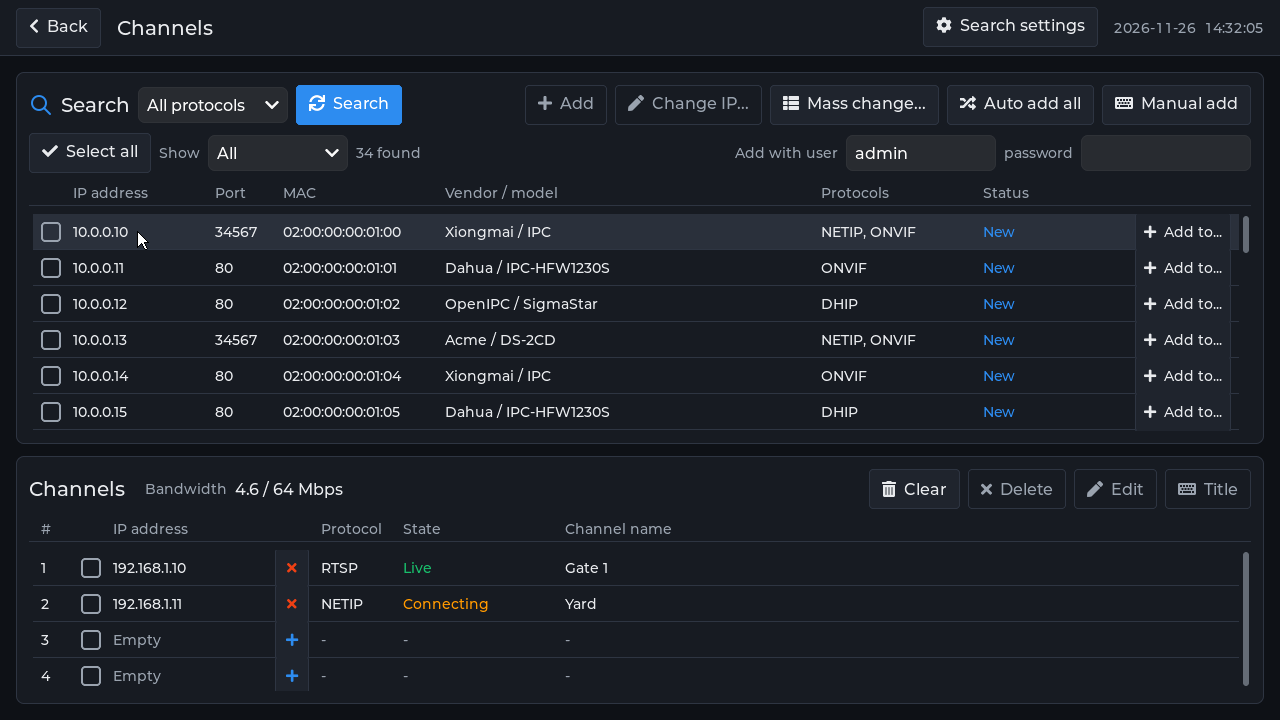 Back Channels Search settings 2026-11-26 14:32:05
Search All protocols Search Add Change IP... Mass change... Auto add all Manual add
Select all Show All 34 found Add with user admin password
IP address Port MAC Vendor / model Protocols Status
10.0.0.10 34567 02:00:00:00:01:00 Xiongmai / IPC NETIP, ONVIF New Add to...
10.0.0.11 80 02:00:00:00:01:01 Dahua / IPC-HFW1230S ONVIF New Add to...
10.0.0.12 80 02:00:00:00:01:02 OpenIPC / SigmaStar DHIP New Add to...
10.0.0.13 34567 02:00:00:00:01:03 Acme / DS-2CD NETIP, ONVIF New Add to...
10.0.0.14 80 02:00:00:00:01:04 Xiongmai / IPC ONVIF New Add to...
10.0.0.15 80 02:00:00:00:01:05 Dahua / IPC-HFW1230S DHIP New Add to...
Channels Bandwidth 4.6 / 64 Mbps Clear Delete Edit Title
# IP address Protocol State Channel name
1 192.168.1.10 RTSP Live Gate 1
2 192.168.1.11 NETIP Connecting Yard
3 Empty - - -
4 Empty - - -